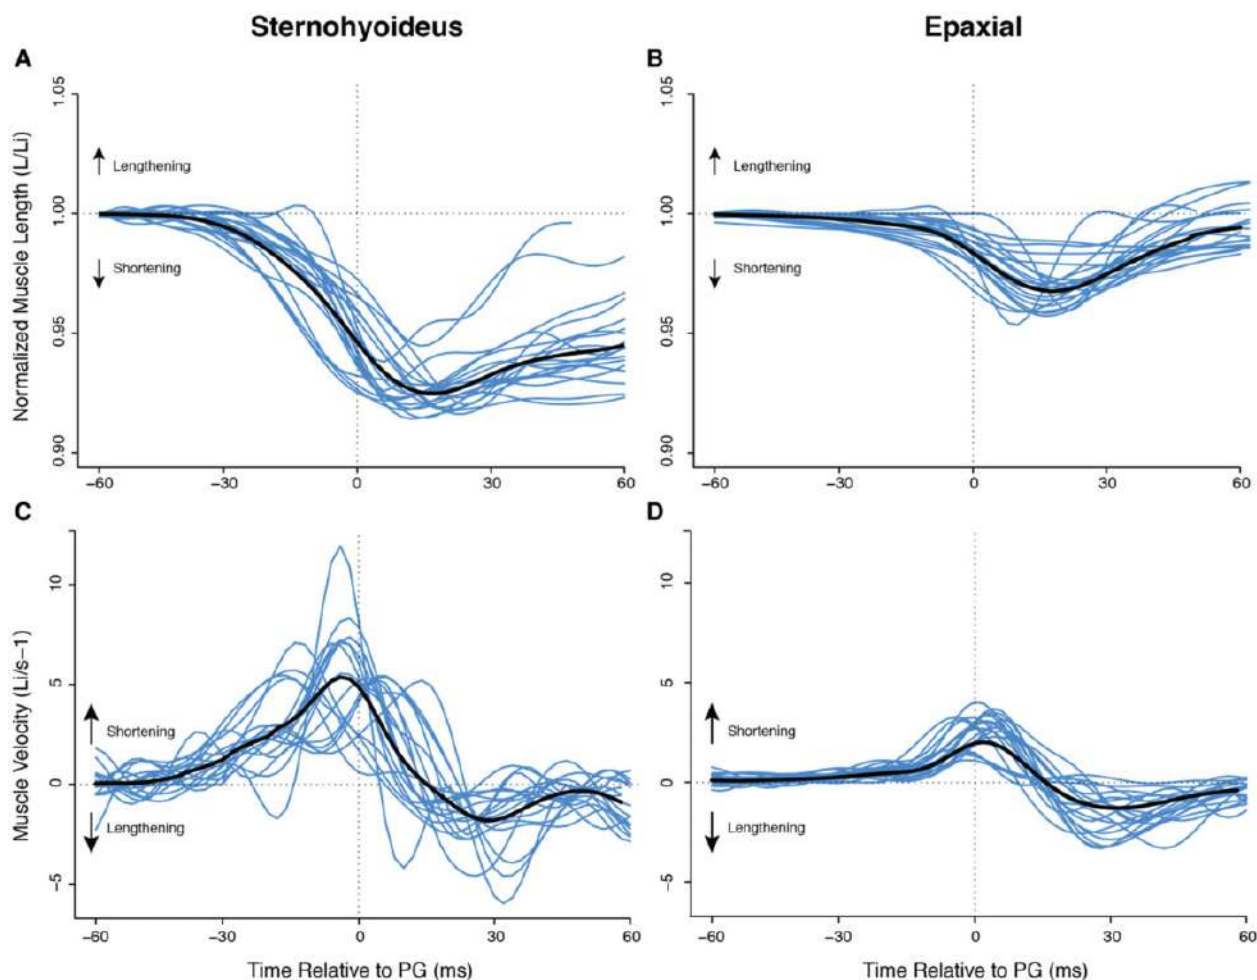 Sternohyoideus
Epaxial
A
B
Normalized Muscle Length (L/Li)
1.05
1.00
0.95
0.90
Lengthening
Shortening
−60
−30
0
30
60
1.05
1.00
0.95
0.90
Lengthening
Shortening
−60
−30
0
30
60
C
D
Muscle Velocity (Li/s−1)
10
5
0
−5
Shortening
Lengthening
−60
−30
0
30
60
Time Relative to PG (ms)
10
5
0
−5
Shortening
Lengthening
−60
−30
0
30
60
Time Relative to PG (ms)